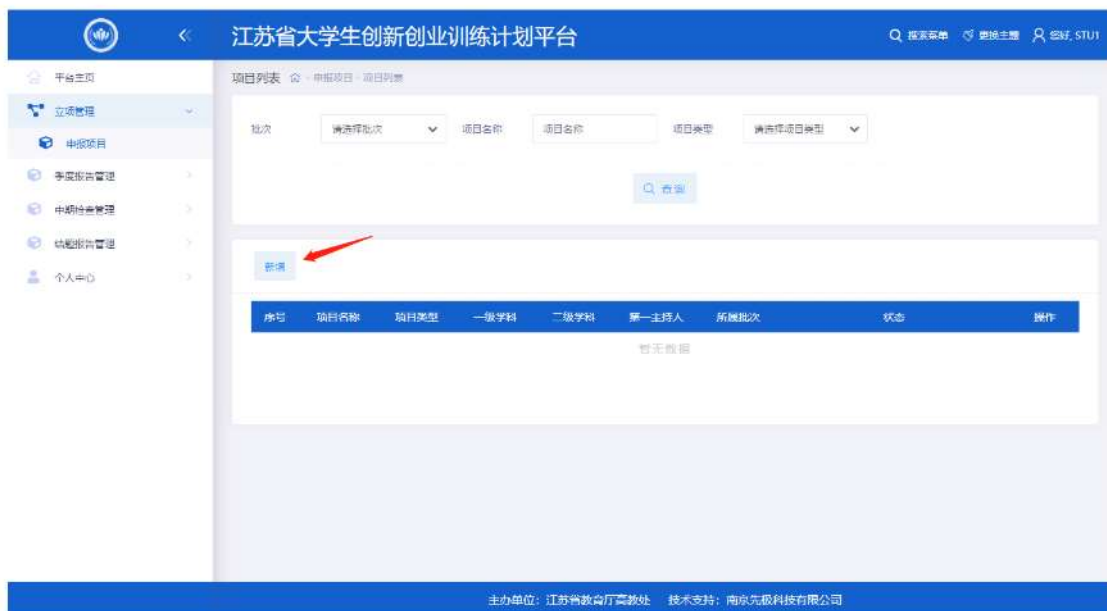 江苏省大学生创新创业训练计划平台
搜索菜单 更换主题 您好, STU1
平台主页
立项管理
申报项目
季度报告管理
中期检查管理
结题报告管理
个人中心
项目列表 - 申报项目 - 项目列表
批次 请选择批次 项目名称 项目名称 项目类型 请选择项目类型
查询
新增
序号 项目名称 项目类型 一级学科 二级学科 第一主持人 所属批次 状态 操作
暂无数据
主办单位：江苏省教育厅高教处 技术支持：南京先极科技有限公司